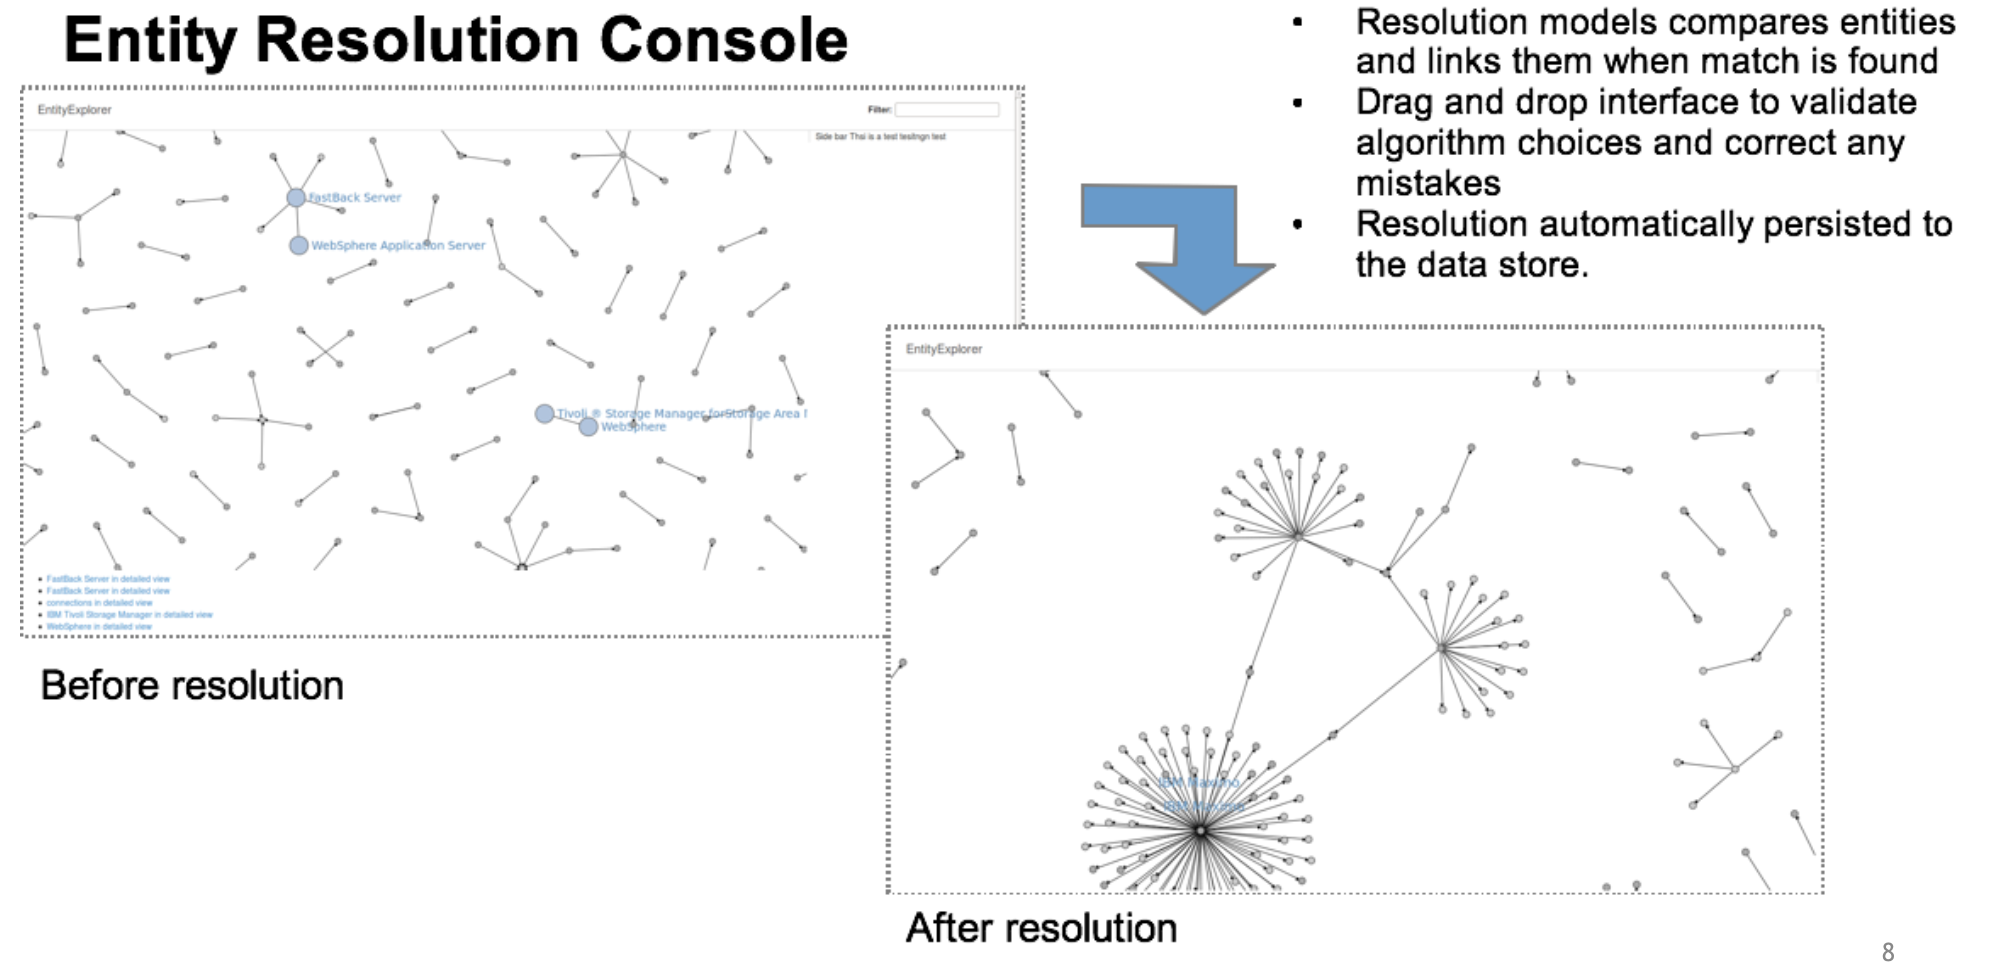 Entity Resolution Console
• Resolution models compares entities
and links them when match is found
• Drag and drop interface to validate
algorithm choices and correct any
mistakes
• Resolution automatically persisted to
the data store.
EntityExplorer
Filter:
Side bar Thsi is a test tesitngn test
FastBack Server
WebSphere Application Server
Tivoli ® Storage Manager forStorage Area
WebSphere
• FastBack Server in detailed view
• FastBack Server in detailed view
• connections in detailed view
• IBM Tivoli Storage Manager in detailed view
• WebSphere in detailed view
Before resolution
EntityExplorer
IBM Maximo
IBM Maximo
After resolution
8